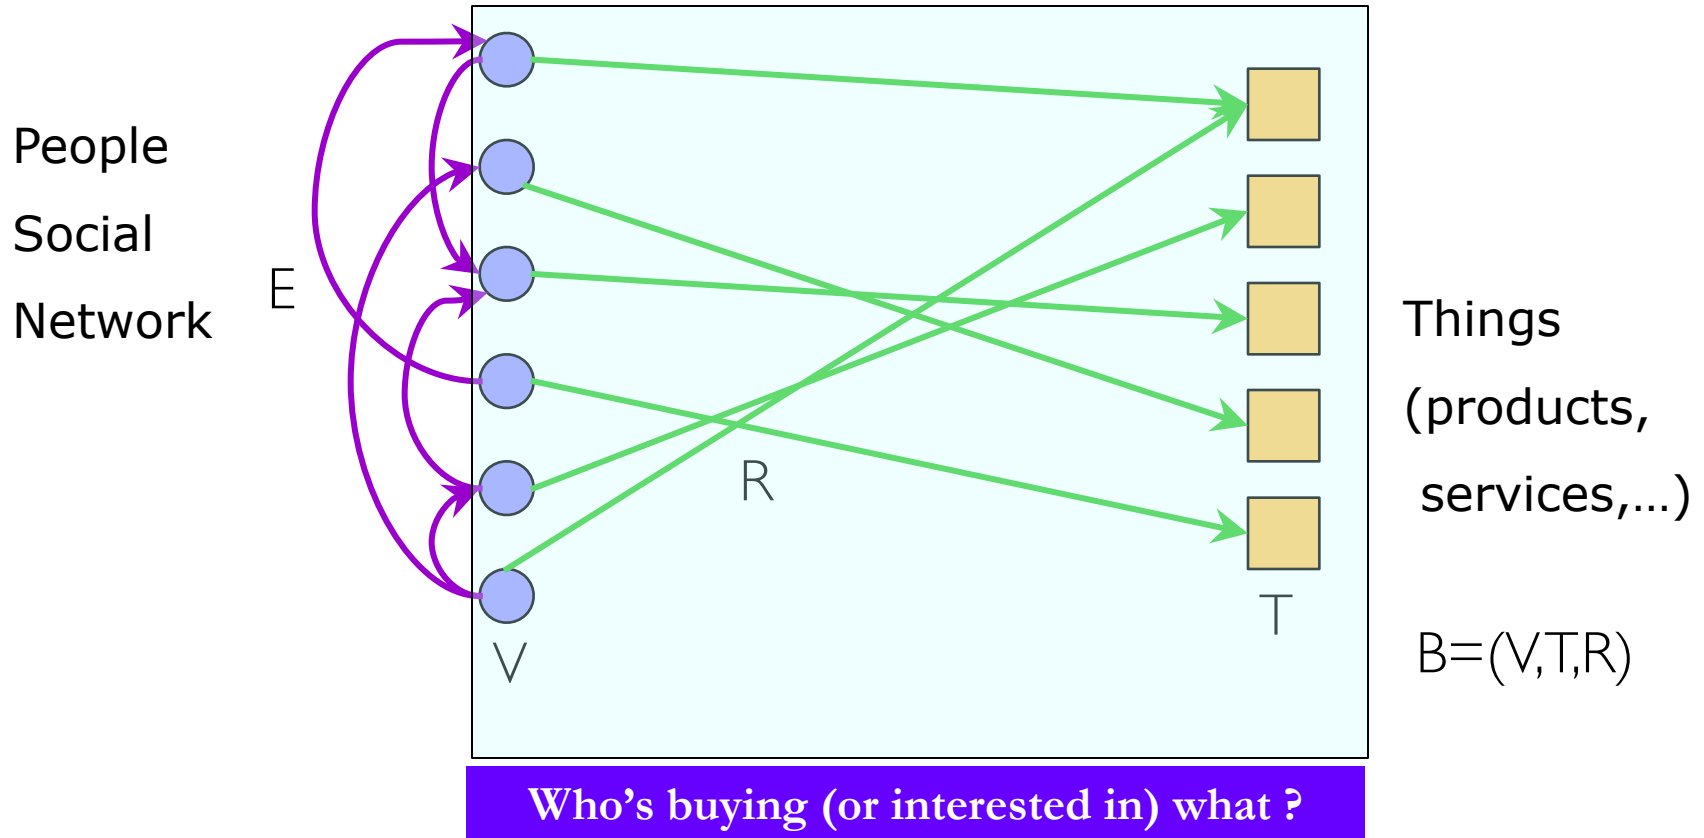 People
Social
Network
E
R
V
T
Things
(products,
services,…)
B=(V,T,R)
Who’s buying (or interested in) what ?